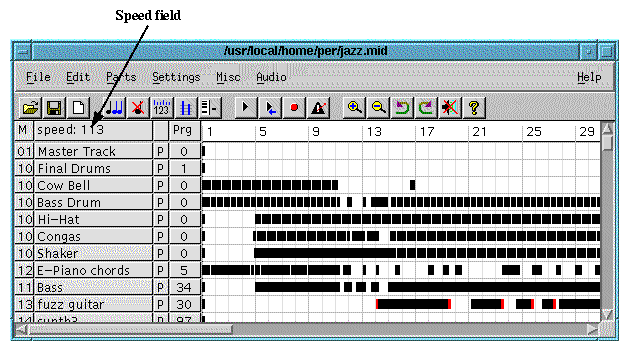 Speed field
/usr/local/home/per/jazz.mid
File Edit Parts Settings Misc Audio Help
123
M speed: 113 Prg 1 5 9 13 15 19 21 25 29
01 Master Track P 0
10 Final Drums P 1
10 Cow Bell P 0
10 Bass Drum P 0
10 Hi-Hat P 0
10 Congas P 0
10 Shaker P 0
12 E-Piano chords P 5
11 Bass P 34
13 fuzz guitar P 30
14 synth3 P 97